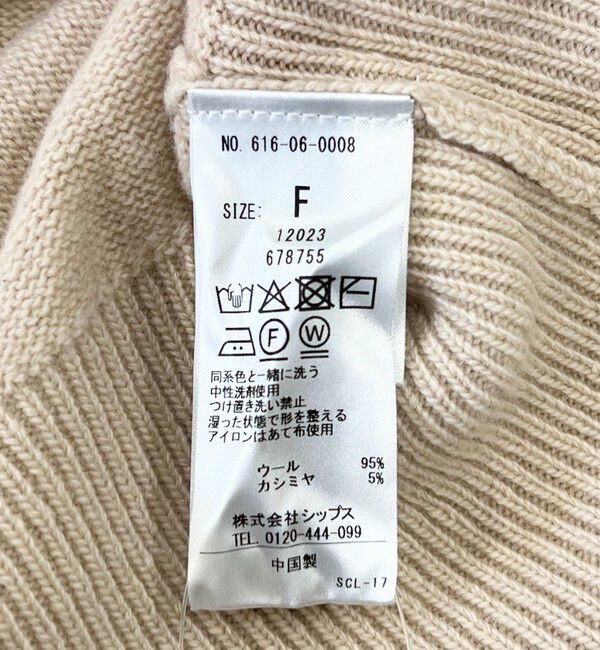 NO. 616-06-0008
SIZE: F
12023
678755
F W
同系色と一緒に洗う
中性洗剤使用
つけ置き洗い禁止
湿った状態で形を整える
アイロンはあて布使用
ウール 95%
カシミヤ 5%
株式会社シップス
TEL. 0120-444-099
中国製
SCL-17